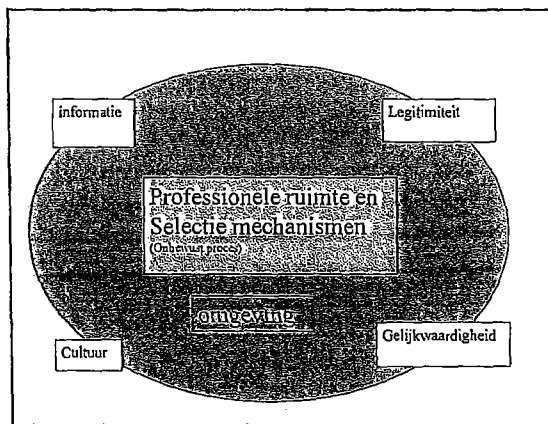 informatie
Legitimiteit
Professionele ruimte en
Selectie mechanismen
(Onbewust proces)
omgeving
Cultuur
Gelijkwaardigheid